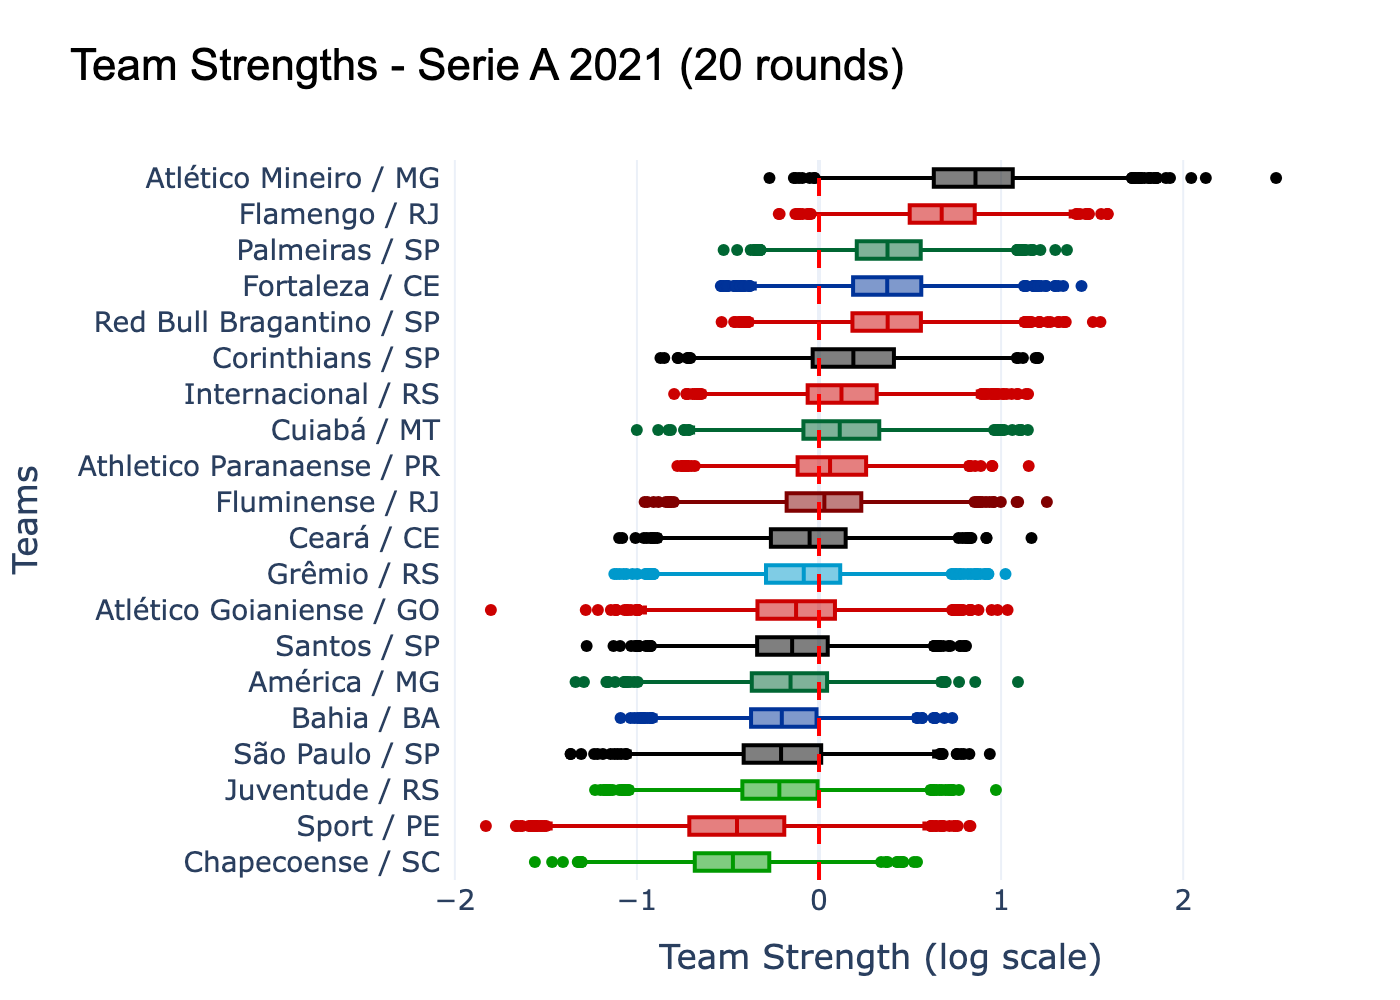 Team Strengths - Serie A 2021 (20 rounds)
Atlético Mineiro / MG
Flamengo / RJ
Palmeiras / SP
Fortaleza / CE
Red Bull Bragantino / SP
Corinthians / SP
Internacional / RS
Cuiabá / MT
Athletico Paranaense / PR
Fluminense / RJ
Ceará / CE
Grêmio / RS
Atlético Goianiense / GO
Santos / SP
América / MG
Bahia / BA
São Paulo / SP
Juventude / RS
Sport / PE
Chapecoense / SC
Teams
−2 −1 0 1 2
Team Strength (log scale)